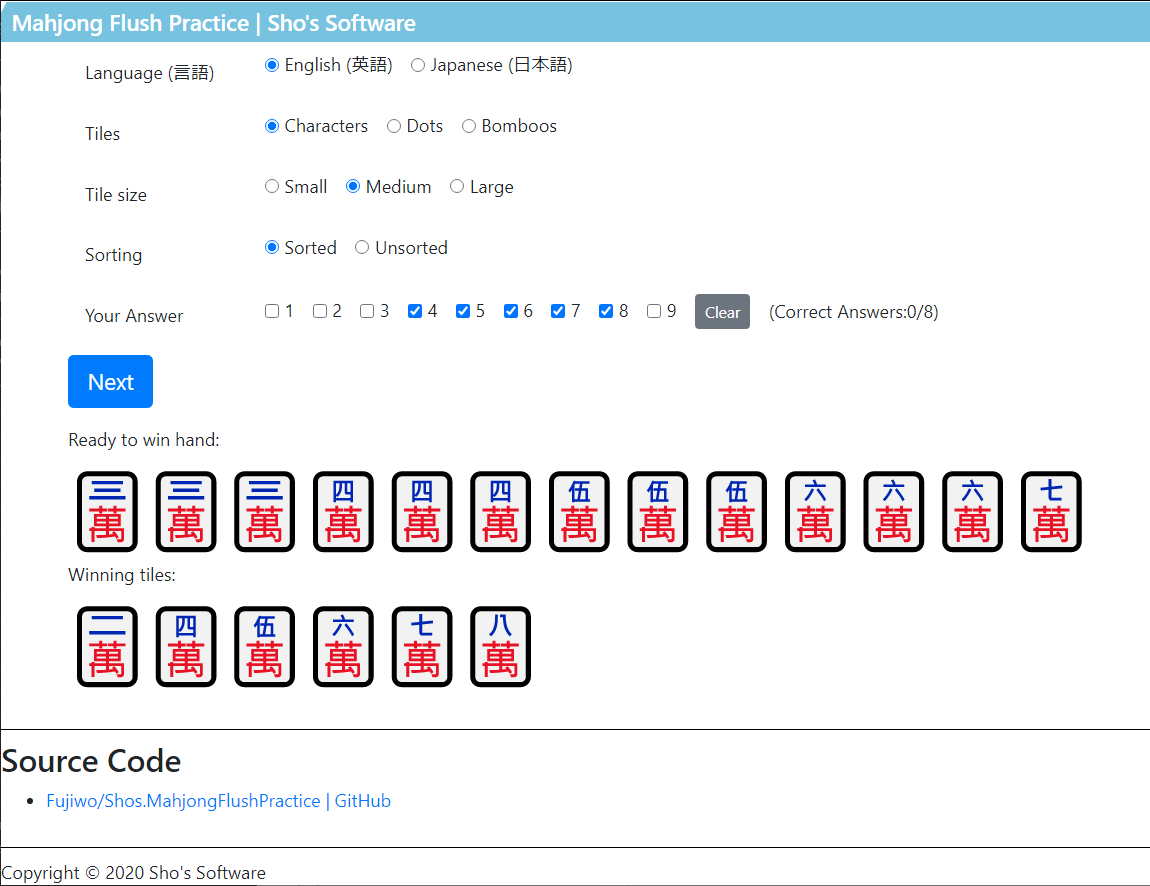 Mahjong Flush Practice | Sho's Software
Language (言語) English (英語) Japanese (日本語)
Tiles Characters Dots Bomboos
Tile size Small Medium Large
Sorting Sorted Unsorted
Your Answer 1 2 3 4 5 6 7 8 9 Clear (Correct Answers:0/8)
Next
Ready to win hand:
三萬 三萬 三萬 四萬 四萬 四萬 伍萬 伍萬 伍萬 六萬 六萬 六萬 七萬
Winning tiles:
二萬 四萬 伍萬 六萬 七萬 八萬
Source Code
Fujiwo/Shos.MahjongFlushPractice | GitHub
Copyright © 2020 Sho's Software